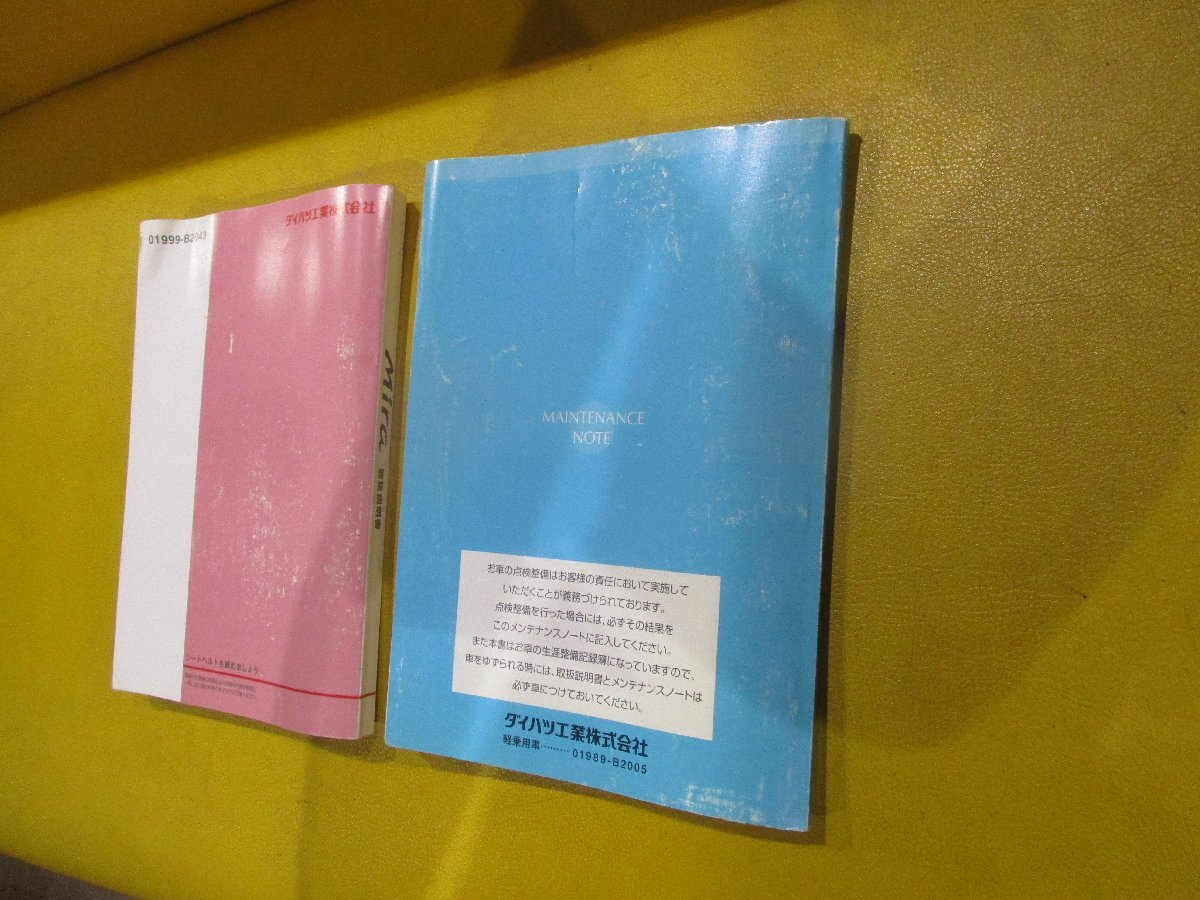 01999-B2043
ダイハツ工業株式会社
Mira 取扱説明書
シートベルトを締めましょう
MAINTENANCE
NOTE
お車の点検整備はお客様の責任において実施して
いただくことが義務づけられております。
点検整備を行った場合には、必ずその結果を
このメンテナンスノートに記入してください。
また本書はお車の生涯整備記録簿になっていますので、
車をゆずられる時には、取扱説明書とメンテナンスノートは
必ず車につけておいてください。
ダイハツ工業株式会社
軽乗用車………01989-B2005